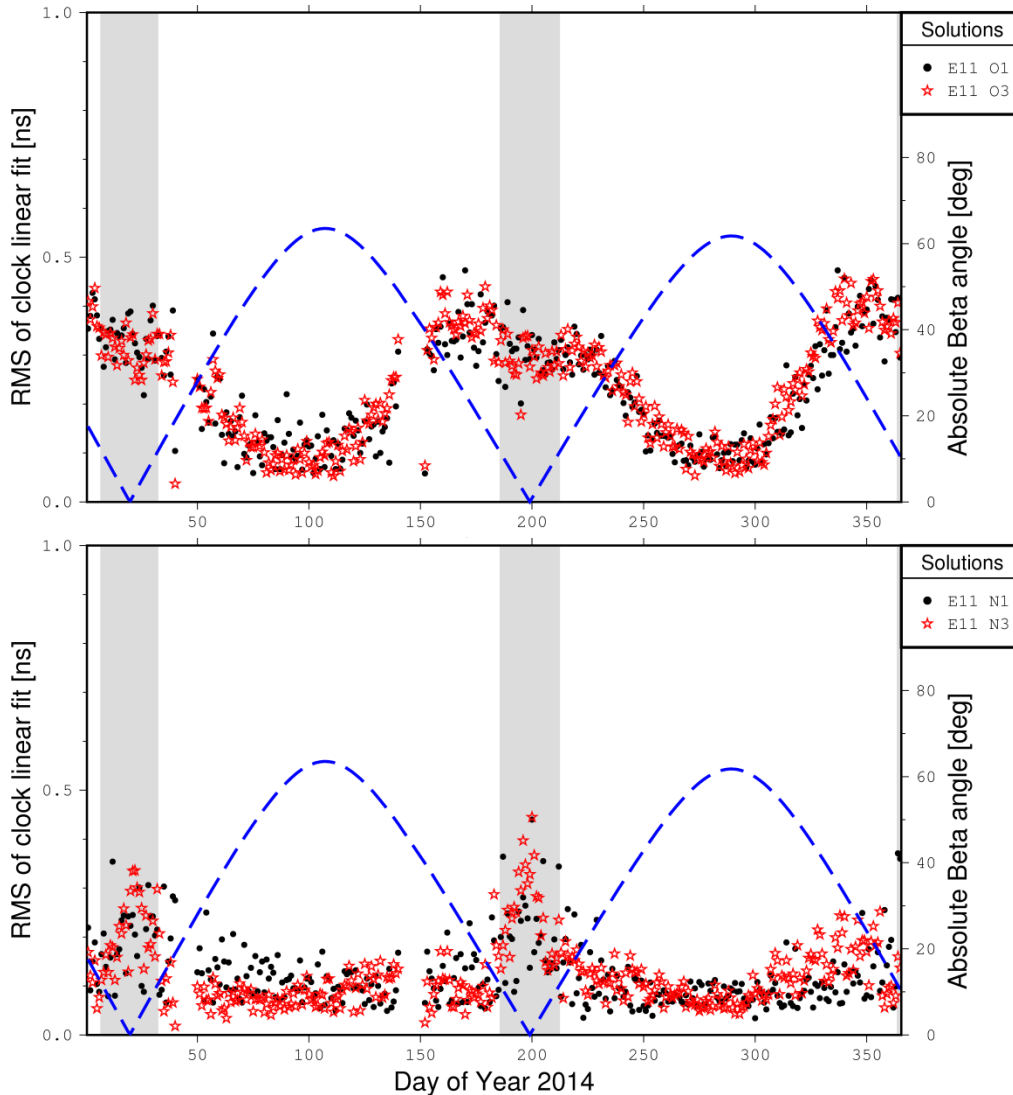 1.0
0.5
0.0
RMS of clock linear fit [ns]
50 100 150 200 250 300 350
Solutions
E11 O1
E11 O3
80
60
40
20
0
Absolute Beta angle [deg]
1.0
0.5
0.0
RMS of clock linear fit [ns]
50 100 150 200 250 300 350
Day of Year 2014
Solutions
E11 N1
E11 N3
80
60
40
20
0
Absolute Beta angle [deg]